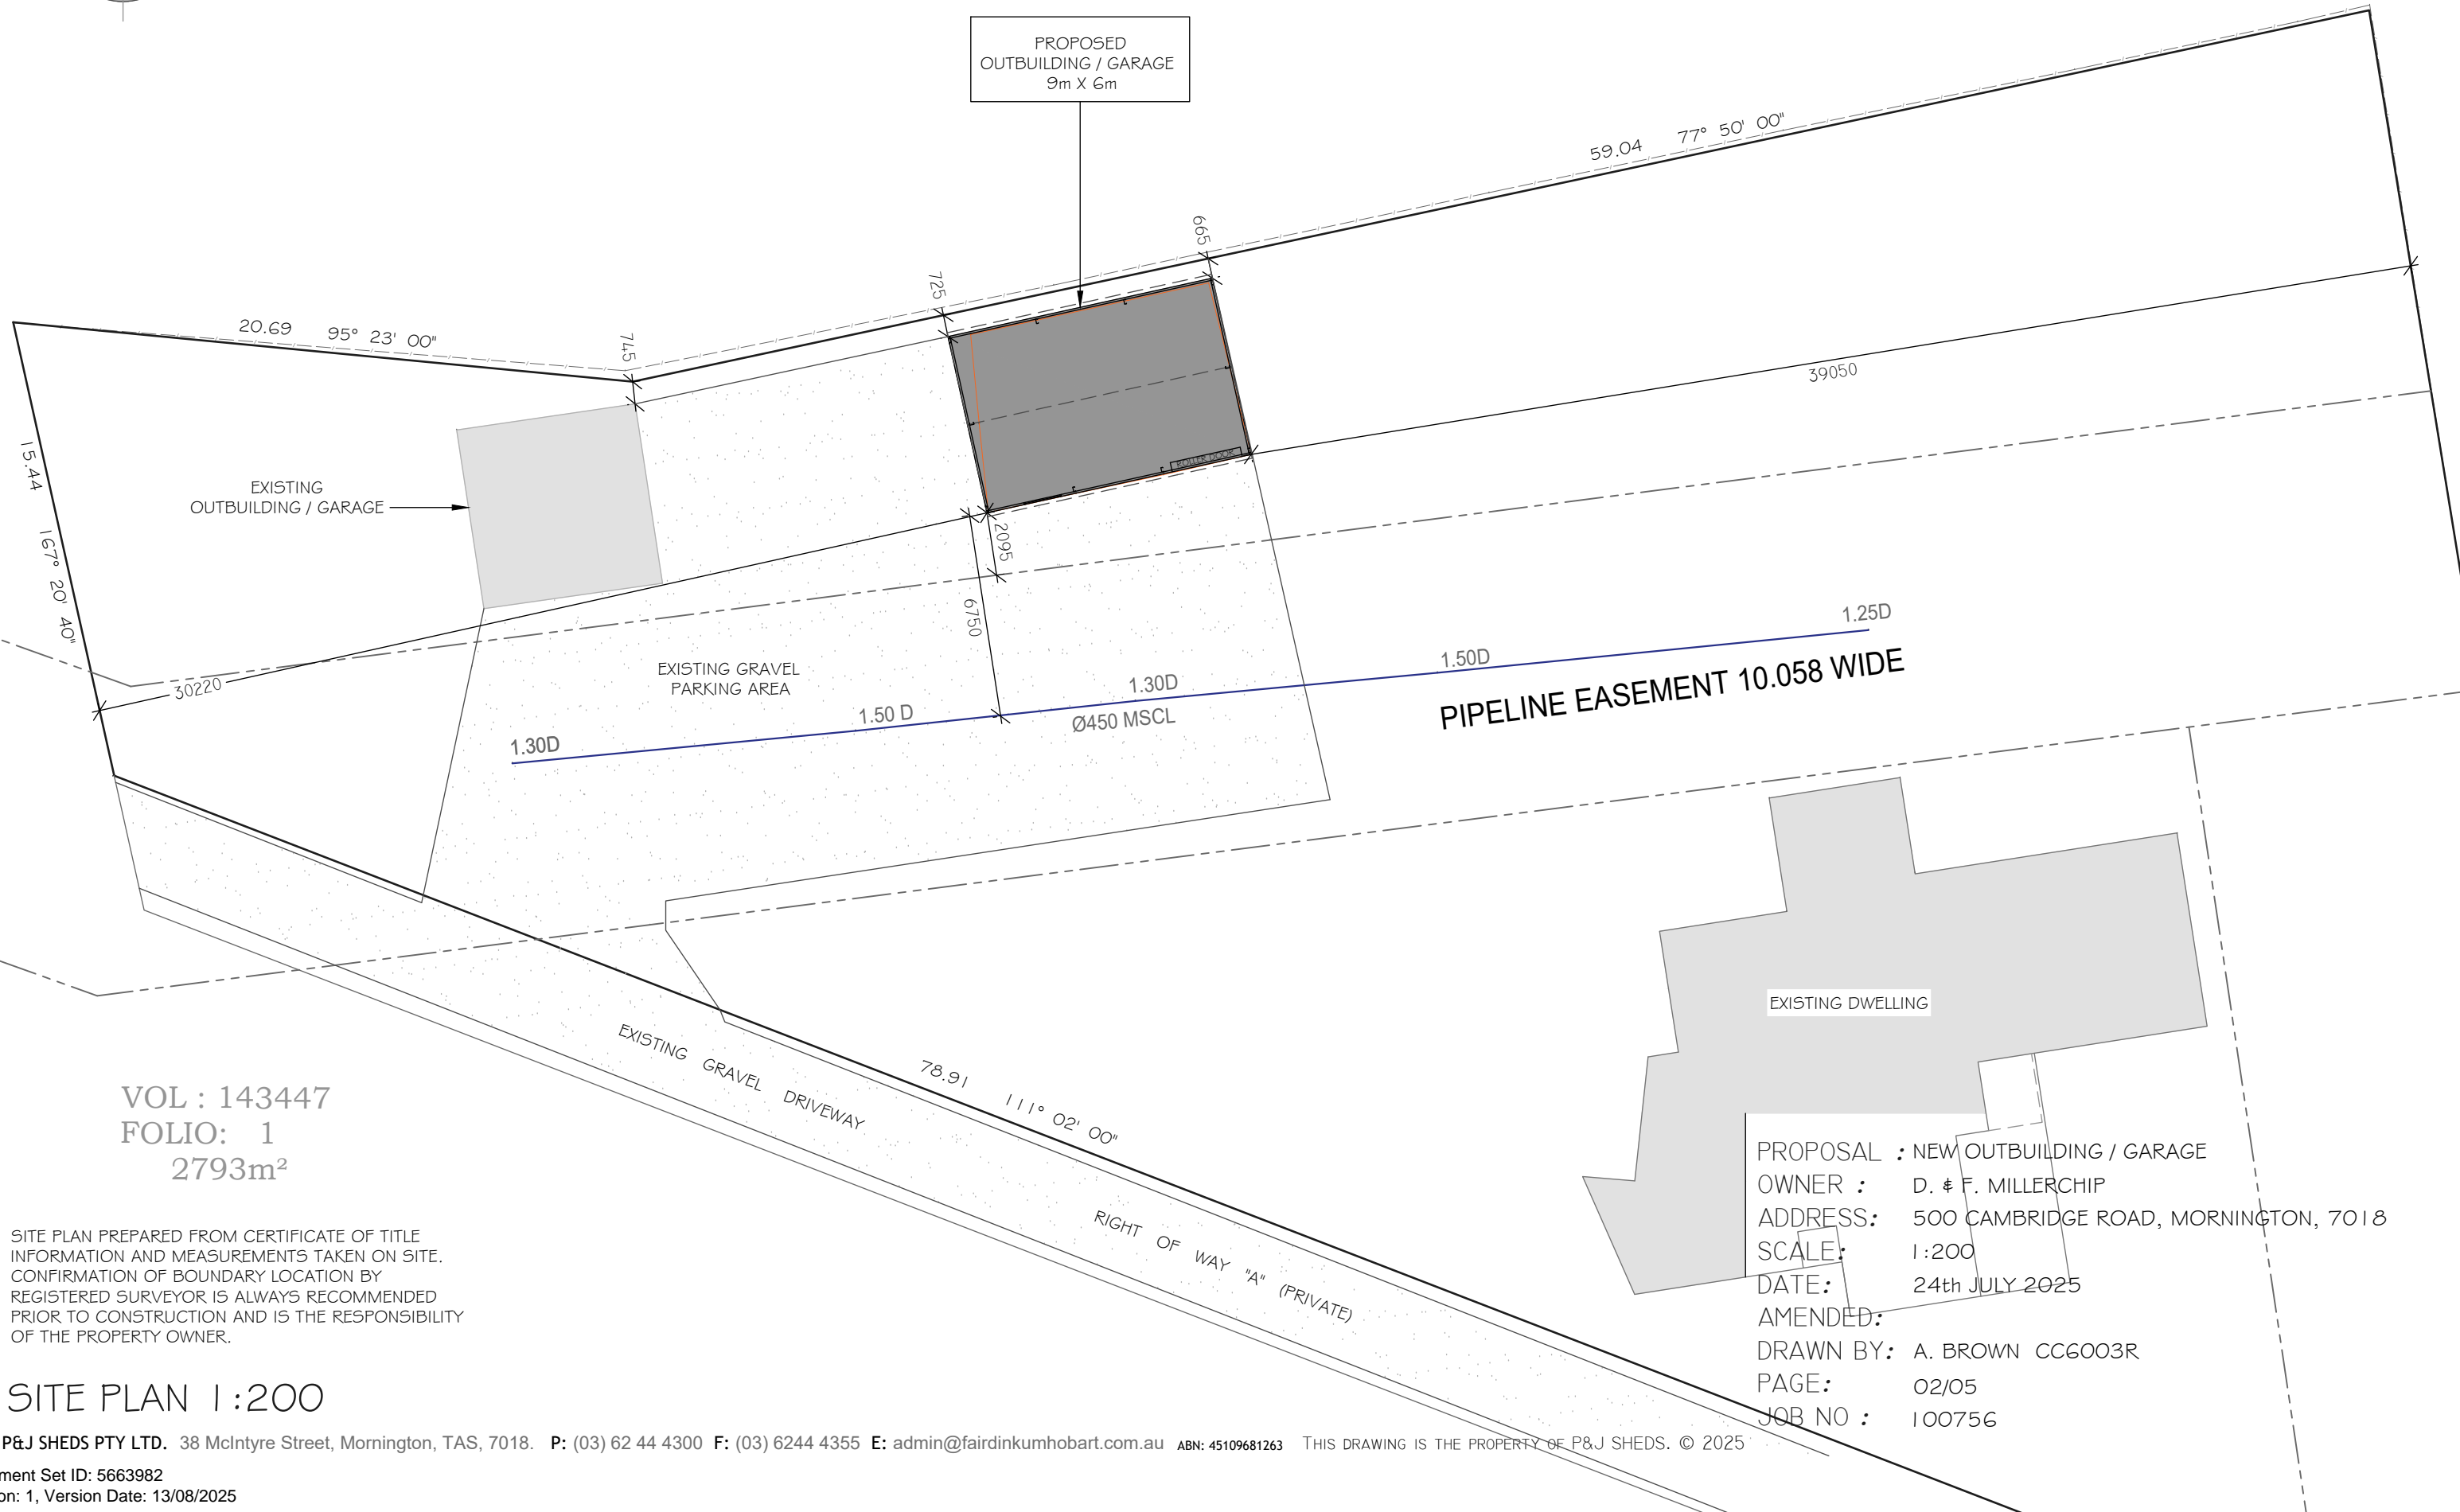 PROPOSED
OUTBUILDING / GARAGE
9m X 6m
59.04 77° 50' 00"
665
725
745
20.69 95° 23' 00"
39050
15.44 167° 20' 40"
EXISTING
OUTBUILDING / GARAGE
ROLLER DOOR
2095
6750
30220
EXISTING GRAVEL
PARKING AREA
1.25D
1.50D
1.30D
1.50 D
Ø450 MSCL
1.30D
PIPELINE EASEMENT 10.058 WIDE
EXISTING DWELLING
EXISTING GRAVEL DRIVEWAY
78.91 111° 02' 00"
RIGHT OF WAY "A" (PRIVATE)
VOL : 143447
FOLIO: 1
2793m²
SITE PLAN PREPARED FROM CERTIFICATE OF TITLE
INFORMATION AND MEASUREMENTS TAKEN ON SITE.
CONFIRMATION OF BOUNDARY LOCATION BY
REGISTERED SURVEYOR IS ALWAYS RECOMMENDED
PRIOR TO CONSTRUCTION AND IS THE RESPONSIBILITY
OF THE PROPERTY OWNER.
PROPOSAL : NEW OUTBUILDING / GARAGE
OWNER : D. & F. MILLERCHIP
ADDRESS: 500 CAMBRIDGE ROAD, MORNINGTON, 7018
SCALE: 1:200
DATE: 24th JULY 2025
AMENDED:
DRAWN BY: A. BROWN CC6003R
PAGE: 02/05
JOB NO : 100756
SITE PLAN 1:200
P&J SHEDS PTY LTD. 38 McIntyre Street, Mornington, TAS, 7018. P: (03) 62 44 4300 F: (03) 6244 4355 E: admin@fairdinkumhobart.com.au ABN: 45109681263 THIS DRAWING IS THE PROPERTY OF P&J SHEDS. © 2025
ment Set ID: 5663982
on: 1, Version Date: 13/08/2025